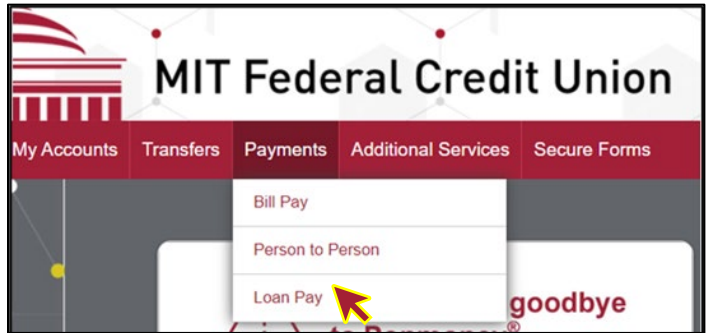 MIT Federal Credit Union
My Accounts Transfers Payments Additional Services Secure Forms
Bill Pay
Person to Person
Loan Pay
goodbye